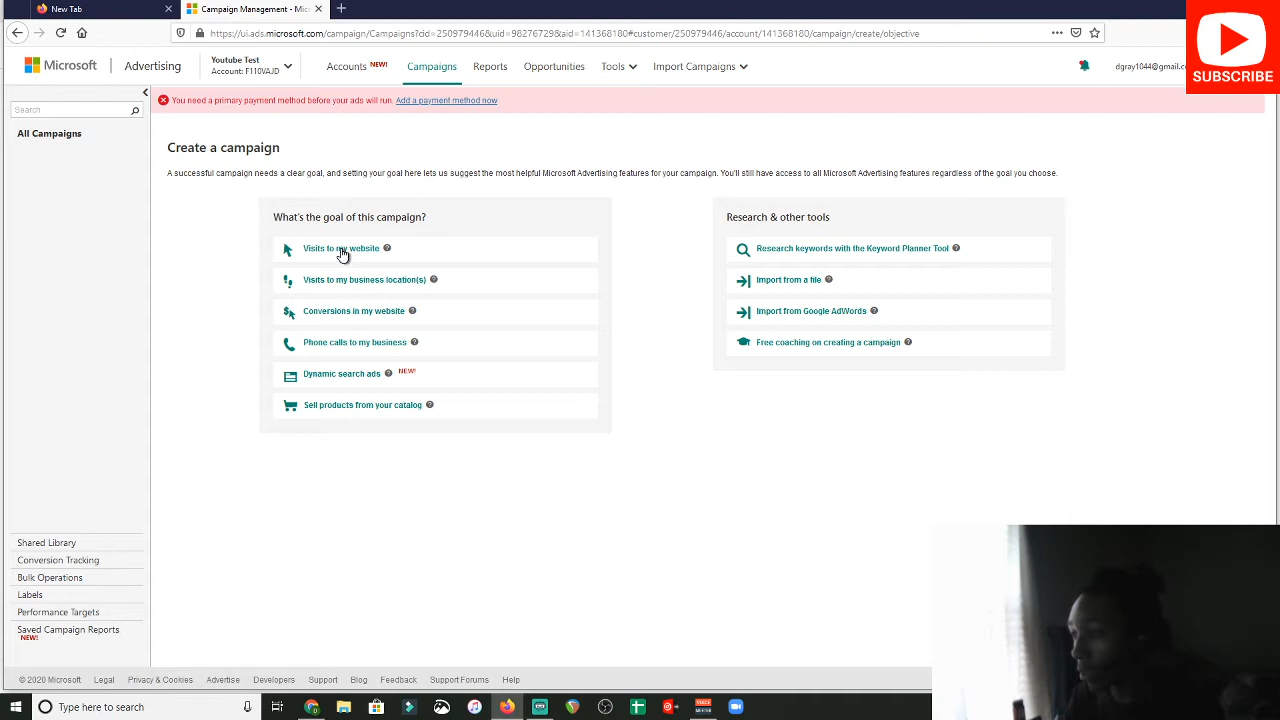 New Tab
Campaign Management - Mic
https://ui.ads.microsoft.com/campaign/Campaigns?cid=250979446&uid=98276729&aid=141368180#customer/250979446/account/141368180/campaign/create/objective
SUBSCRIBE
Microsoft
Advertising
Youtube Test
Account: F110VAJD
Accounts NEW!
Campaigns
Reports
Opportunities
Tools
Import Campaigns
dgray1044@gmail.c
You need a primary payment method before your ads will run. Add a payment method now
Search
All Campaigns
Create a campaign
A successful campaign needs a clear goal, and setting your goal here lets us suggest the most helpful Microsoft Advertising features for your campaign. You'll still have access to all Microsoft Advertising features regardless of the goal you choose.
What's the goal of this campaign?
Visits to my website
Visits to my business location(s)
Conversions in my website
Phone calls to my business
Dynamic search ads NEW!
Sell products from your catalog
Research & other tools
Research keywords with the Keyword Planner Tool
Import from a file
Import from Google AdWords
Free coaching on creating a campaign
Shared Library
Conversion Tracking
Bulk Operations
Labels
Performance Targets
Saved Campaign Reports
NEW!
© 2020 Microsoft
Legal
Privacy & Cookies
Advertise
Developers
Support
Blog
Feedback
Support Forums
Help
Type here to search